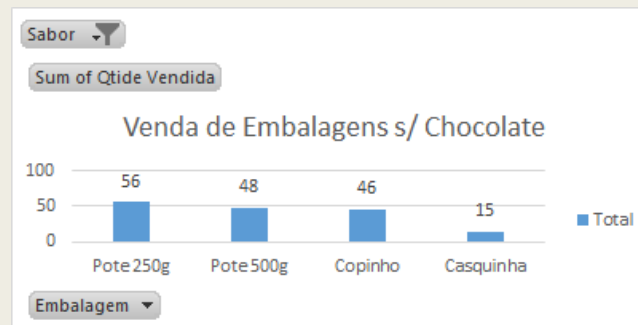 Sabor
Sum of Qtide Vendida
Venda de Embalagens s/ Chocolate
100
50
0
56
48
46
15
Total
Pote 250g
Pote 500g
Copinho
Casquinha
Embalagem